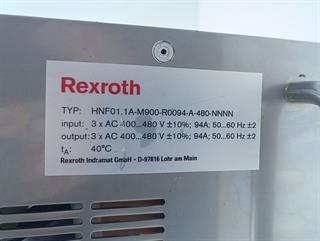 Rexroth
TYP: HNF01.1A-M900-R0094-A-480-NNNN
input: 3 x AC 400...480 V ±10%; 94A; 50...60 Hz ±2
output: 3 x AC 400...480 V ±10%; 94A; 50...60 Hz ±2
tA: 40°C
Rexroth Indramat GmbH • D-97816 Lohr am Main